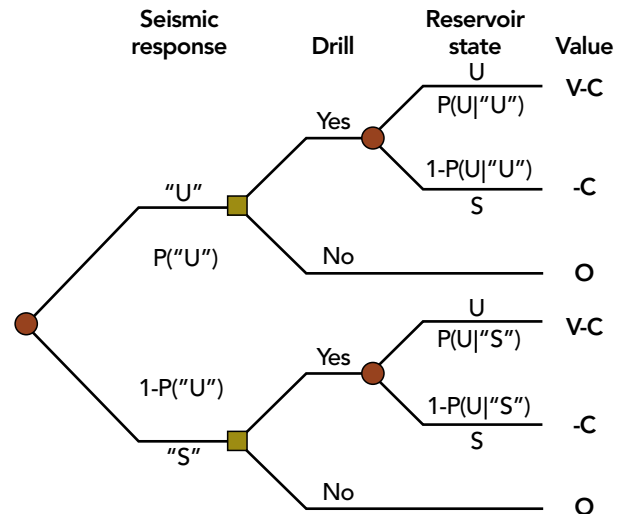 Seismic response
Drill
Reservoir state
Value
U
V-C
P(U|"U")
Yes
1-P(U|"U")
-C
S
"U"
P("U")
No
O
U
V-C
P(U|"S")
Yes
1-P("U")
1-P(U|"S")
-C
S
"S"
No
O